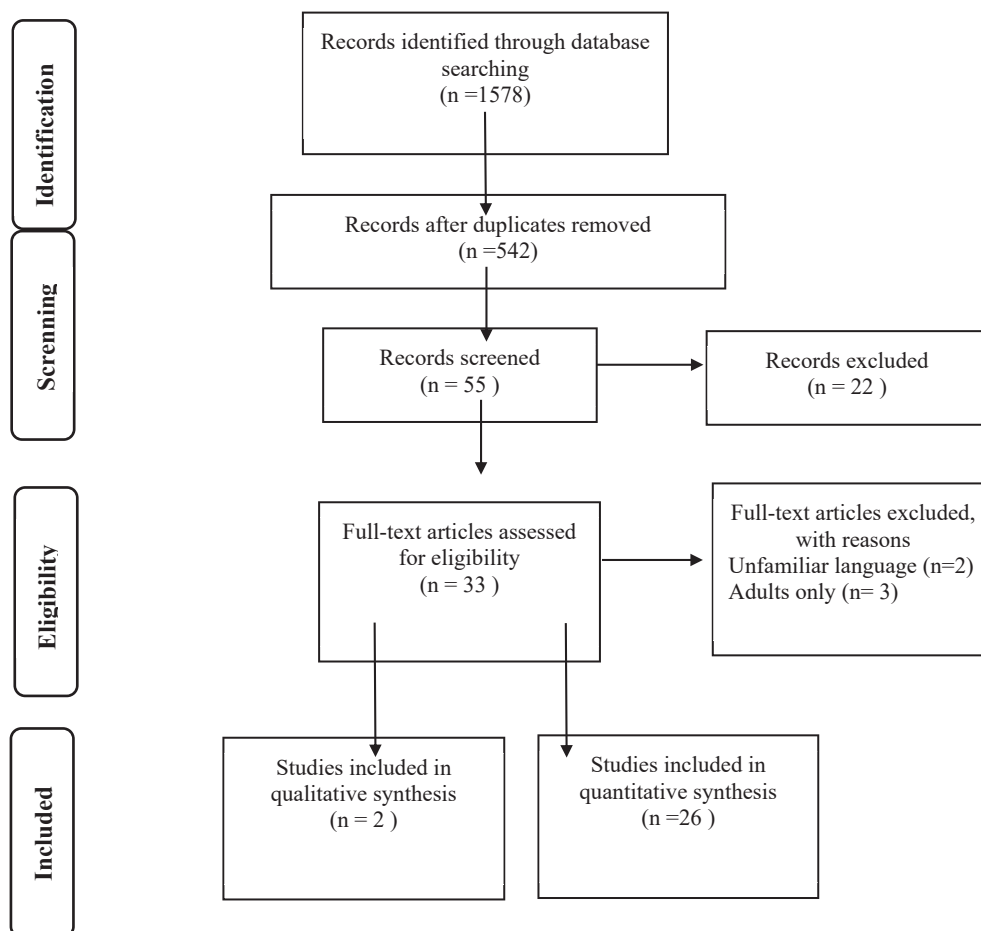 Identification
Records identified through database
searching
(n =1578)
Records after duplicates removed
(n =542)
Screnning
Records screened
(n = 55 )
Records excluded
(n = 22 )
Eligibility
Full-text articles assessed
for eligibility
(n = 33 )
Full-text articles excluded,
with reasons
Unfamiliar language (n=2)
Adults only (n= 3)
Included
Studies included in
qualitative synthesis
(n = 2 )
Studies included in
quantitative synthesis
(n =26 )